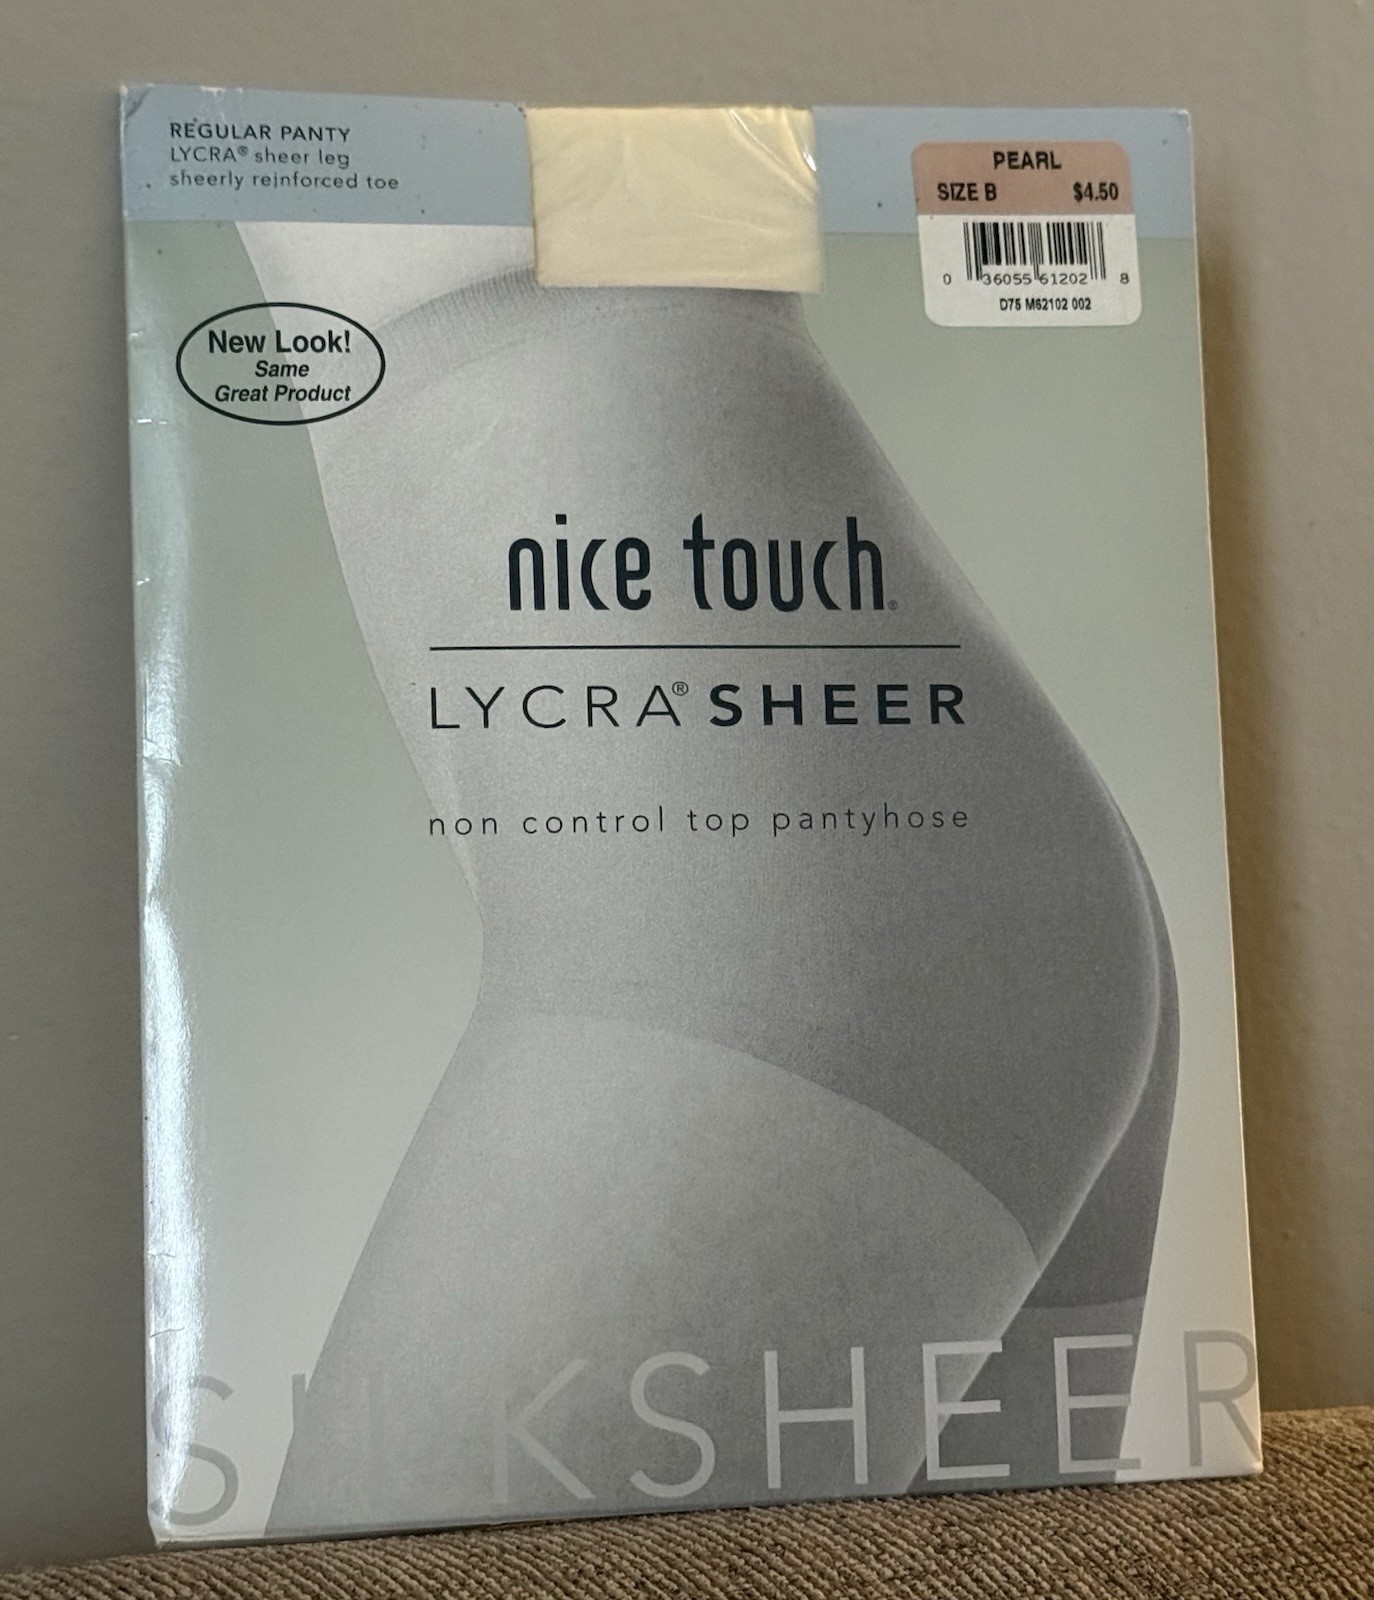 REGULAR PANTY
LYCRA® sheer leg
sheerly reinforced toe
PEARL
SIZE B $4.50
0 36055 61202 8
D75 M62102 002
New Look!
Same
Great Product
nice touch®
LYCRA® SHEER
non control top pantyhose
SILKSHEER